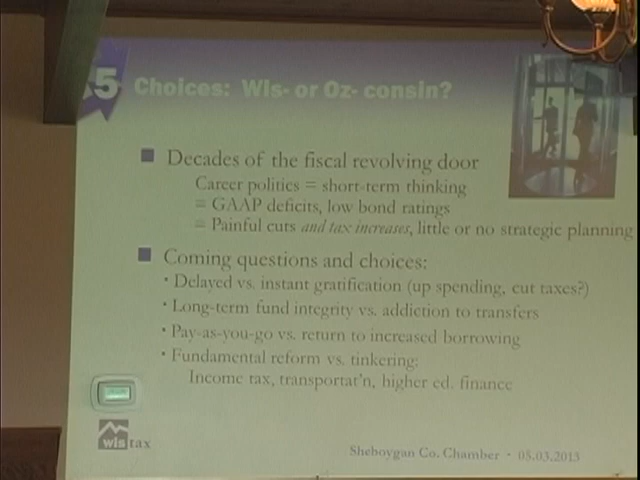 5
Choices: Wis- or Oz- consin?
Decades of the fiscal revolving door
Career politics = short-term thinking
= GAAP deficits, low bond ratings
= Painful cuts and tax increases, little or no strategic planning
Coming questions and choices:
· Delayed vs. instant gratification (up spending, cut taxes?)
· Long-term fund integrity vs. addiction to transfers
· Pay-as-you-go vs. return to increased borrowing
· Fundamental reform vs. tinkering:
Income tax, transportat'n, higher ed. finance
wistax
Sheboygan Co. Chamber · 05.03.2013